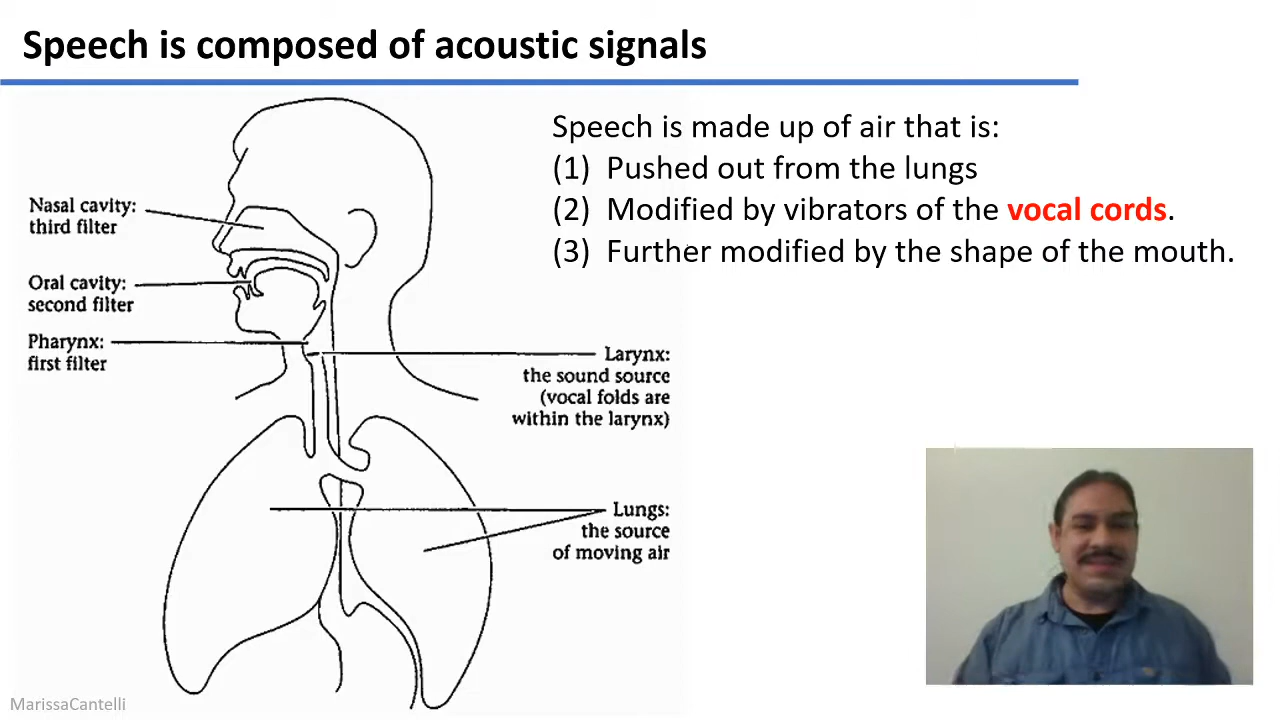 Speech is composed of acoustic signals
Speech is made up of air that is:
(1) Pushed out from the lungs
(2) Modified by vibrators of the vocal cords.
(3) Further modified by the shape of the mouth.
Nasal cavity:
third filter
Oral cavity:
second filter
Pharynx:
first filter
Larynx:
the sound source
(vocal folds are
within the larynx)
Lungs:
the source
of moving air
MarissaCantelli